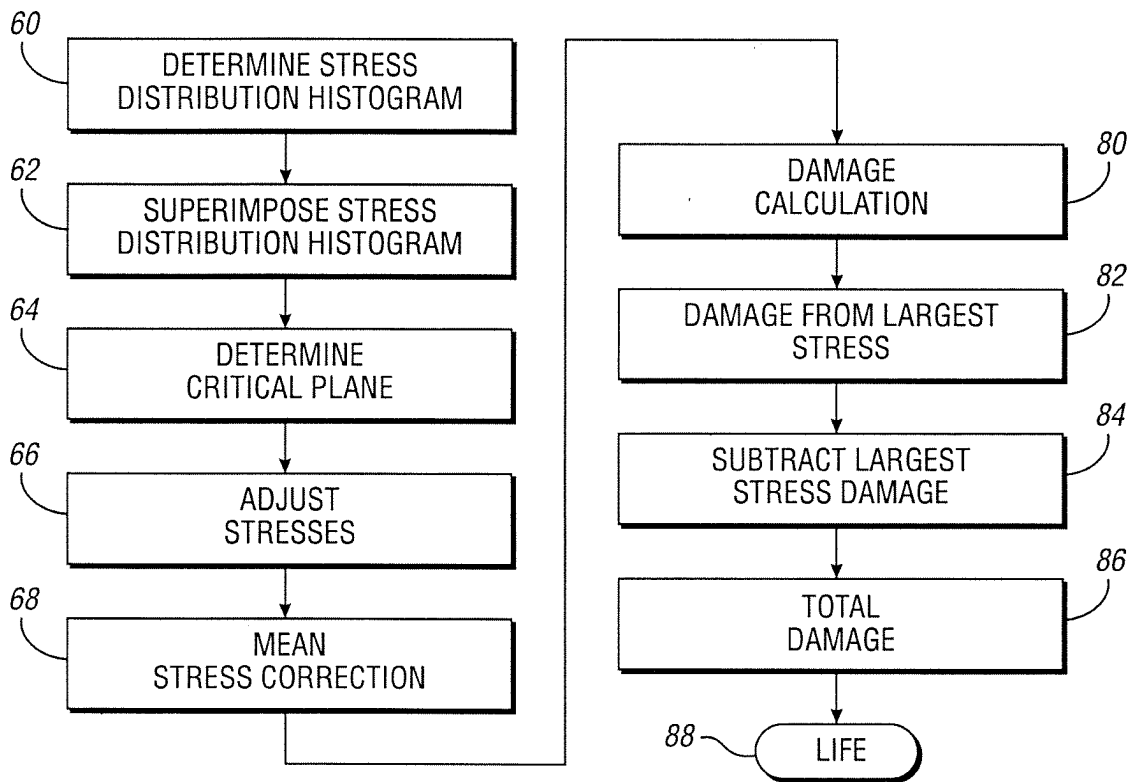 60
DETERMINE STRESS
DISTRIBUTION HISTOGRAM
62
SUPERIMPOSE STRESS
DISTRIBUTION HISTOGRAM
64
DETERMINE
CRITICAL PLANE
66
ADJUST
STRESSES
68
MEAN
STRESS CORRECTION
80
DAMAGE
CALCULATION
82
DAMAGE FROM LARGEST
STRESS
84
SUBTRACT LARGEST
STRESS DAMAGE
86
TOTAL
DAMAGE
88
LIFE